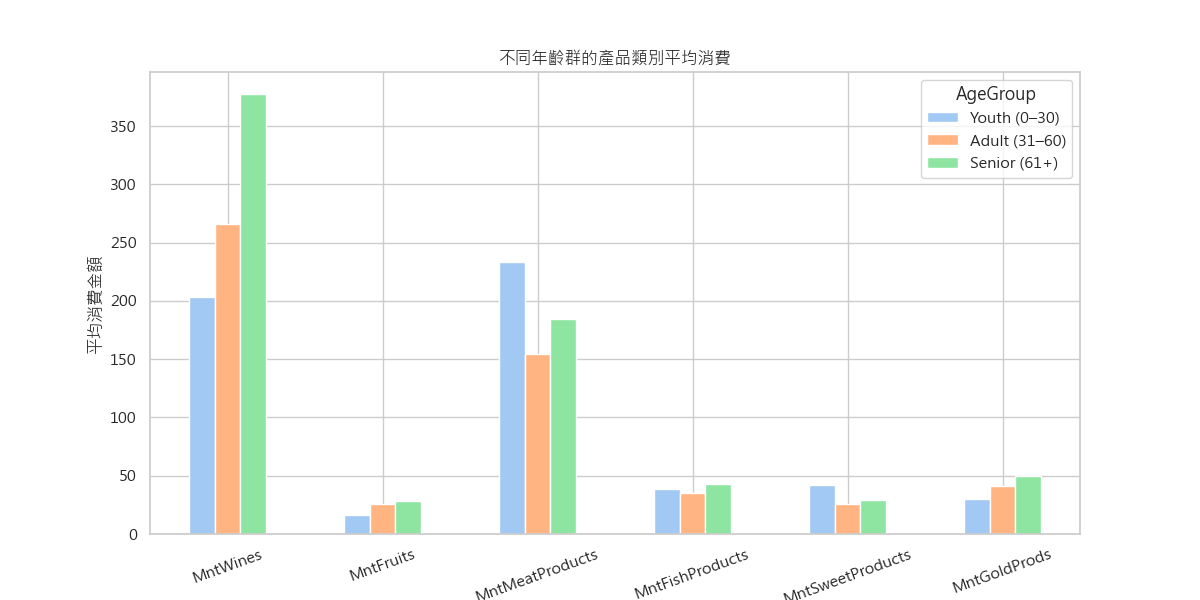 不同年齡群的產品類別平均消費
AgeGroup
Youth (0–30)
Adult (31–60)
Senior (61+)
平均消費金額
350
300
250
200
150
100
50
0
MntWines
MntFruits
MntMeatProducts
MntFishProducts
MntSweetProducts
MntGoldProds